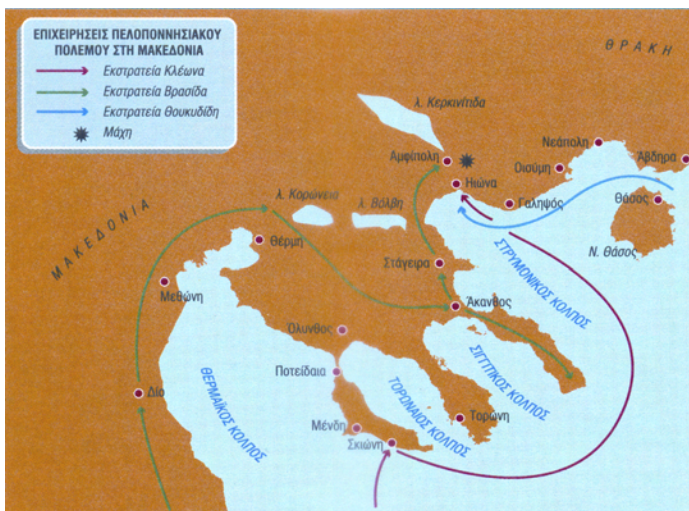 ΕΠΙΧΕΙΡΗΣΕΙΣ ΠΕΛΟΠΟΝΝΗΣΙΑΚΟΥ
ΠΟΛΕΜΟΥ ΣΤΗ ΜΑΚΕΔΟΝΙΑ
Εκστρατεία Κλέωνα
Εκστρατεία Βρασίδα
Εκστρατεία Θουκυδίδη
Μάχη
ΘΡΑΚΗ
λ. Κερκινίτιδα
Νεάπολη
Αμφίπολη
Οισύμη
Άβδηρα
Ηιώνα
Γαληψός
Θάσος
λ. Κορώνεια
λ. Βόλβη
ΜΑΚΕΔΟΝΙΑ
Θέρμη
Ν. Θάσος
Στάγειρα
ΣΤΡΥΜΟΝΙΚΟΣ ΚΟΛΠΟΣ
Μεθώνη
Άκανθος
Όλυνθος
Ποτείδαια
ΣΙΓΓΙΤΙΚΟΣ ΚΟΛΠΟΣ
Δίο
ΘΕΡΜΑΪΚΟΣ ΚΟΛΠΟΣ
ΤΟΡΩΝΑΙΟΣ ΚΟΛΠΟΣ
Τορώνη
Μένδη
Σκιώνη